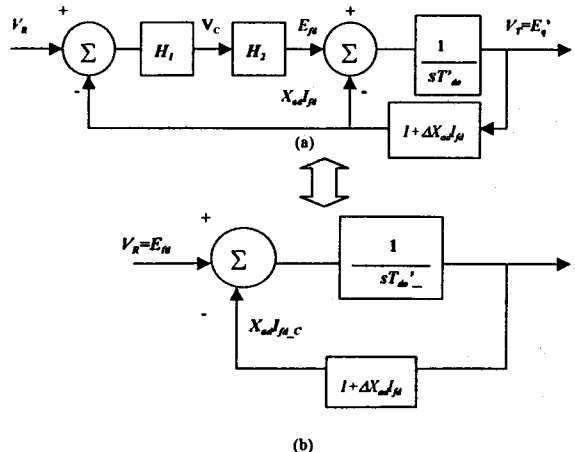 + +
V_R Σ H_1 V_C H_2 E_fd Σ 1 / sT'_do V_T=E_q'
- X_ad I_fd -
1+ΔX_ad I_fd
(a)
+
V_R=E_fd Σ 1 / sT_do'_
- X_ad I_fd_C
1+ΔX_ad I_fd
(b)